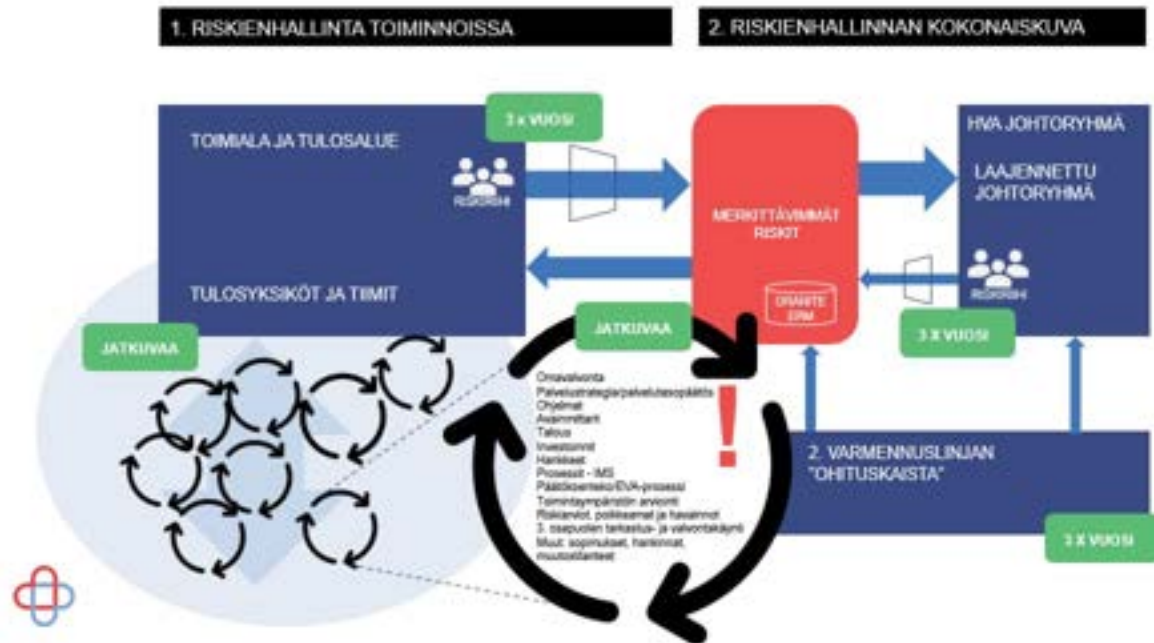 1. RISKIENHALLINTA TOIMINNOISSA
2. RISKIENHALLINNAN KOKONAISKUVA
TOIMIALA JA TULOSALUE
3 x VUOSI
RISKIRIIHI
TULOSYKSIKÖT JA TIIMIT
JATKUVAA
MERKITTÄVIMMÄT
RISKIT
GRANITE
ERM
HVA JOHTORYHMÄ
LAAJENNETTU
JOHTORYHMÄ
RISKIRIIHI
3 X VUOSI
JATKUVAA
Omavalvonta
Palvelustrategia/palvelutasopäätös
Ohjelmat
Avainmittarit
Talous
Investoinnit
Hankkeet
Prosessit - IMS
Päätöksenteko/EVA-prosessi
Toimintaympäristön arviointi
Riskiarviot, poikkeamat ja havainnot
3. osapuolen tarkastus- ja valvontakäynti
Muut: sopimukset, hankinnat,
muutostilanteet
!
2. VARMENNUSLINJAN
"OHITUSKAISTA"
3 X VUOSI